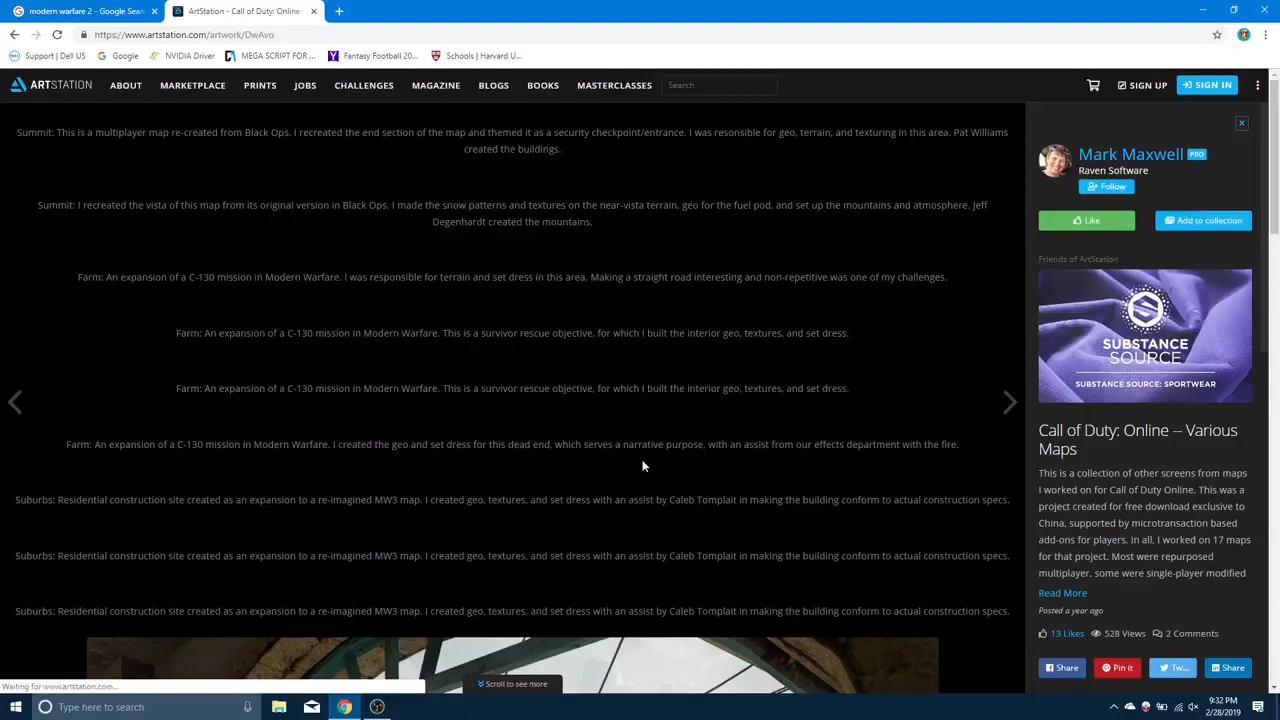 modern warfare 2 - Google Sear
ArtStation - Call of Duty: Online
https://www.artstation.com/artwork/DwAvo
Support | Dell US
Google
NVIDIA Driver
MEGA SCRIPT FOR ...
Fantasy Football 20...
Schools | Harvard U...
ARTSTATION
ABOUT
MARKETPLACE
PRINTS
JOBS
CHALLENGES
MAGAZINE
BLOGS
BOOKS
MASTERCLASSES
Search
SIGN UP
SIGN IN
Summit: This is a multiplayer map re-created from Black Ops. I recreated the end section of the map and themed it as a security checkpoint/entrance. I was resonsible for geo, terrain, and texturing in this area. Pat Williams
created the buildings.
Summit: I recreated the vista of this map from its original version in Black Ops. I made the snow patterns and textures on the near-vista terrain, geo for the fuel pod, and set up the mountains and atmosphere. Jeff
Degenhardt created the mountains.
Farm: An expansion of a C-130 mission in Modern Warfare. I was responsible for terrain and set dress in this area. Making a straight road interesting and non-repetitive was one of my challenges.
Farm: An expansion of a C-130 mission in Modern Warfare. This is a survivor rescue objective, for which I built the interior geo, textures, and set dress.
Farm: An expansion of a C-130 mission in Modern Warfare. This is a survivor rescue objective, for which I built the interior geo, textures, and set dress.
Farm: An expansion of a C-130 mission in Modern Warfare. I created the geo and set dress for this dead end, which serves a narrative purpose, with an assist from our effects department with the fire.
Suburbs: Residential construction site created as an expansion to a re-imagined MW3 map. I created geo, textures, and set dress with an assist by Caleb Tomplait in making the building conform to actual construction specs.
Suburbs: Residential construction site created as an expansion to a re-imagined MW3 map. I created geo, textures, and set dress with an assist by Caleb Tomplait in making the building conform to actual construction specs.
Suburbs: Residential construction site created as an expansion to a re-imagined MW3 map. I created geo, textures, and set dress with an assist by Caleb Tomplait in making the building conform to actual construction specs.
Scroll to see more
Waiting for www.artstation.com...
Mark Maxwell PRO
Raven Software
Follow
Like
Add to collection
Friends of ArtStation
SUBSTANCE
SOURCE
SUBSTANCE SOURCE: SPORTWEAR
Call of Duty: Online -- Various
Maps
This is a collection of other screens from maps
I worked on for Call of Duty Online. This was a
project created for free download exclusive to
China, supported by microtransaction based
add-ons for players. In all, I worked on 17 maps
for that project. Most were repurposed
multiplayer, some were single-player modified
Read More
Posted a year ago
13 Likes
528 Views
2 Comments
Share
Pin it
Tw...
Share
Type here to search
9:32 PM
2/28/2019